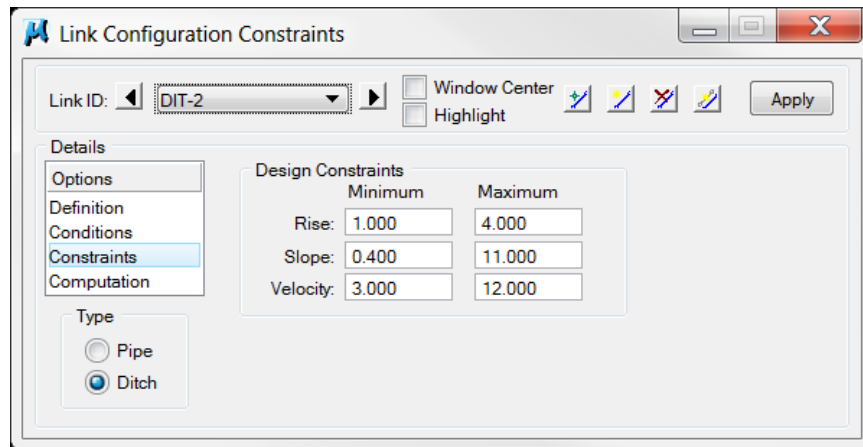 Link Configuration Constraints
Link ID: DIT-2
Window Center
Highlight
Apply
Details
Options
Definition
Conditions
Constraints
Computation
Design Constraints
Minimum Maximum
Rise: 1.000 4.000
Slope: 0.400 11.000
Velocity: 3.000 12.000
Type
Pipe
Ditch